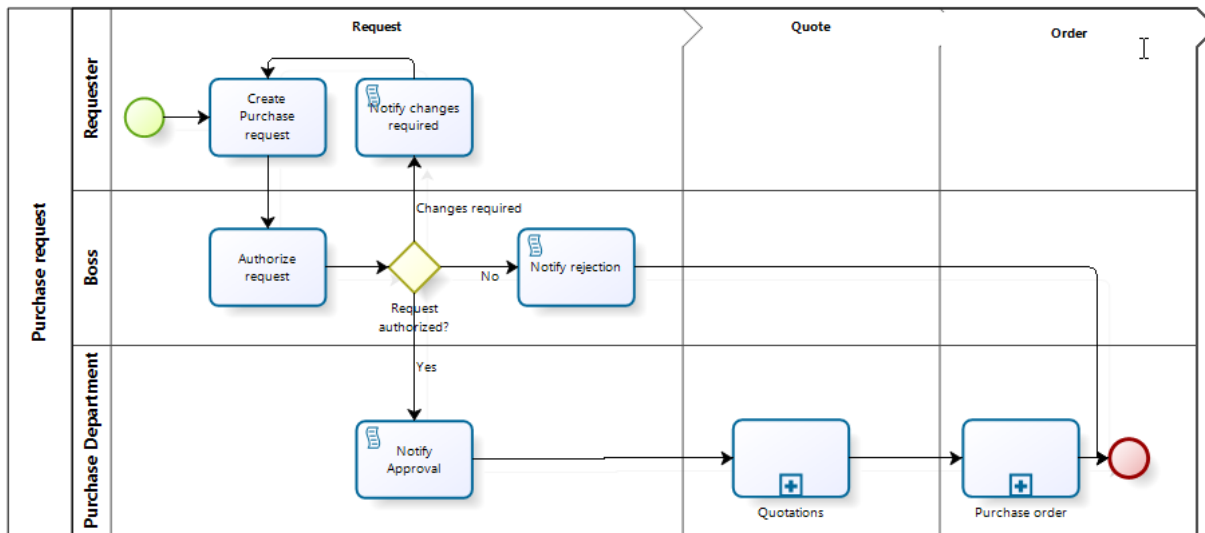 Request
Quote
Order
Purchase request
Requester
Create
Purchase
request
Notify changes
required
Changes required
Boss
Authorize
request
No
Notify rejection
Request
authorized?
Yes
Purchase Department
Notify
Approval
Quotations
Purchase order